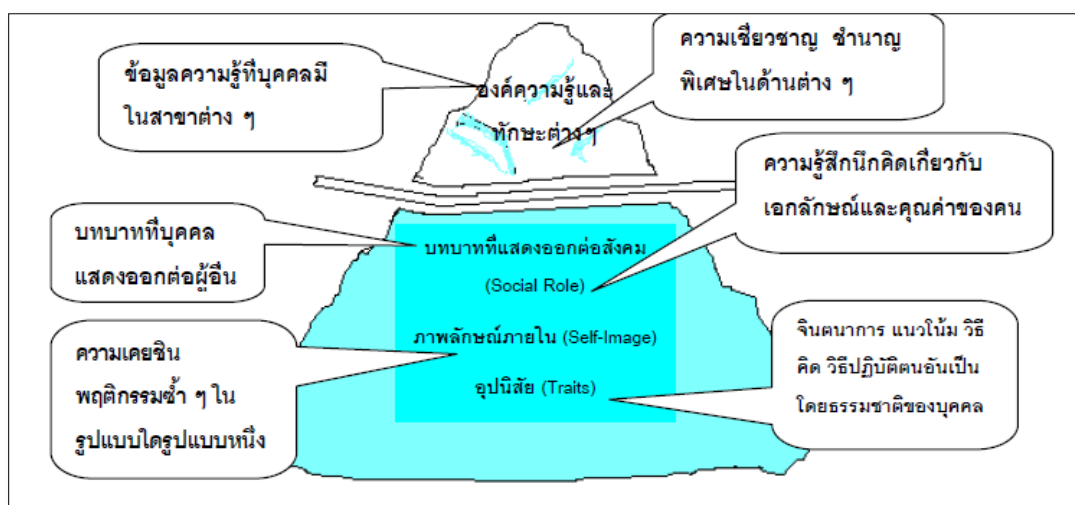 ข้อมูลความรู้ที่บุคคลมี
ในสาขาต่าง ๆ
องค์ความรู้และ
ทักษะต่างๆ
ความเชี่ยวชาญ ชำนาญ
พิเศษในด้านต่าง ๆ
ความรู้สึกนึกคิดเกี่ยวกับ
เอกลักษณ์และคุณค่าของคน
บทบาทที่บุคคล
แสดงออกต่อผู้อื่น
บทบาทที่แสดงออกต่อสังคม
(Social Role)
ภาพลักษณ์ภายใน (Self-Image)
อุปนิสัย (Traits)
ความเคยชิน
พฤติกรรมซ้ำ ๆ ใน
รูปแบบใดรูปแบบหนึ่ง
จินตนาการ แนวโน้ม วิธี
คิด วิธีปฏิบัติตนอันเป็น
โดยธรรมชาติของบุคคล